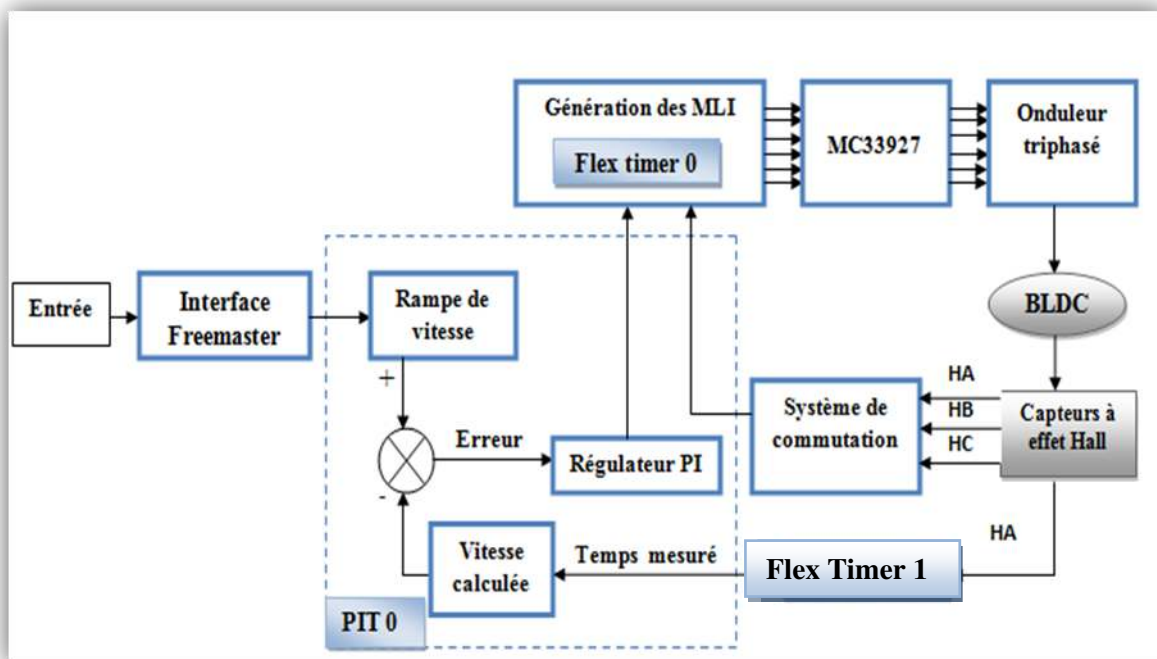 Génération des MLI
Flex timer 0
MC33927
Onduleur
triphasé
Entrée
Interface
Freemaster
Rampe de
vitesse
BLDC
+
Erreur
-
Régulateur PI
Système de
commutation
HA
HB
HC
Capteurs à
effet Hall
HA
Vitesse
calculée
Temps mesuré
Flex Timer 1
PIT 0